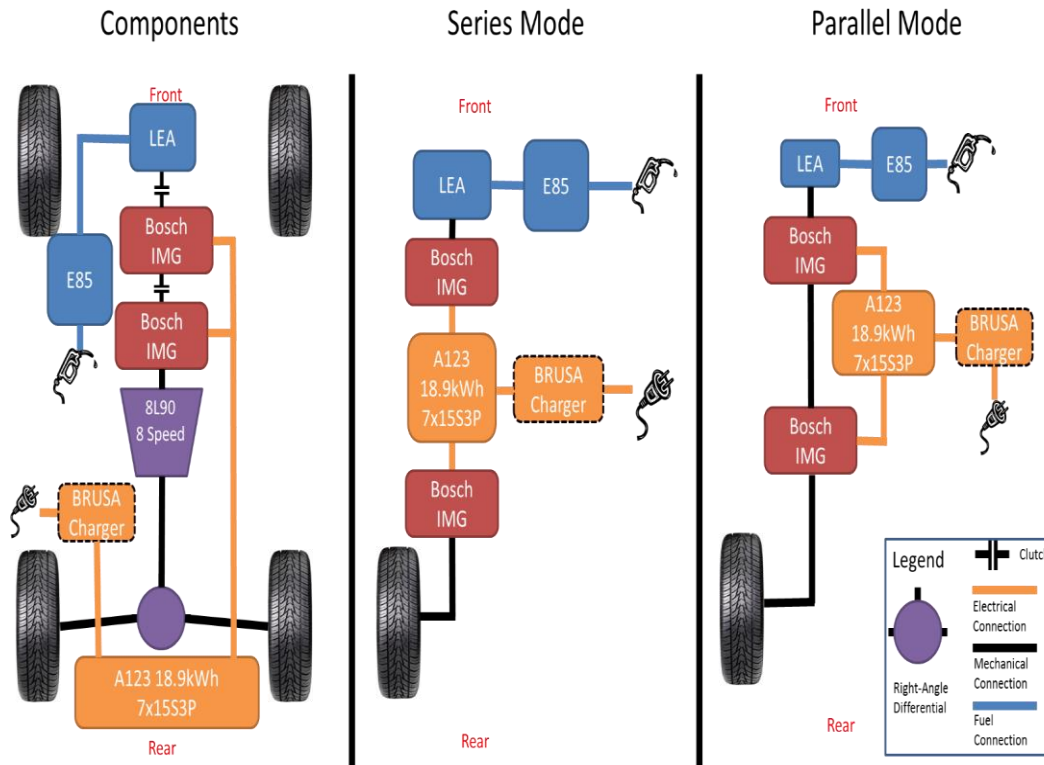 Components
Front
LEA
Bosch
IMG
E85
Bosch
IMG
8L90
8 Speed
BRUSA
Charger
A123 18.9kWh
7x15S3P
Rear
Series Mode
Front
LEA
E85
Bosch
IMG
A123
18.9kWh
7x15S3P
BRUSA
Charger
Bosch
IMG
Rear
Parallel Mode
Front
LEA
E85
Bosch
IMG
A123
18.9kWh
7x15S3P
BRUSA
Charger
Bosch
IMG
Rear
Legend
Clutch
Electrical
Connection
Mechanical
Connection
Right-Angle
Differential
Fuel
Connection